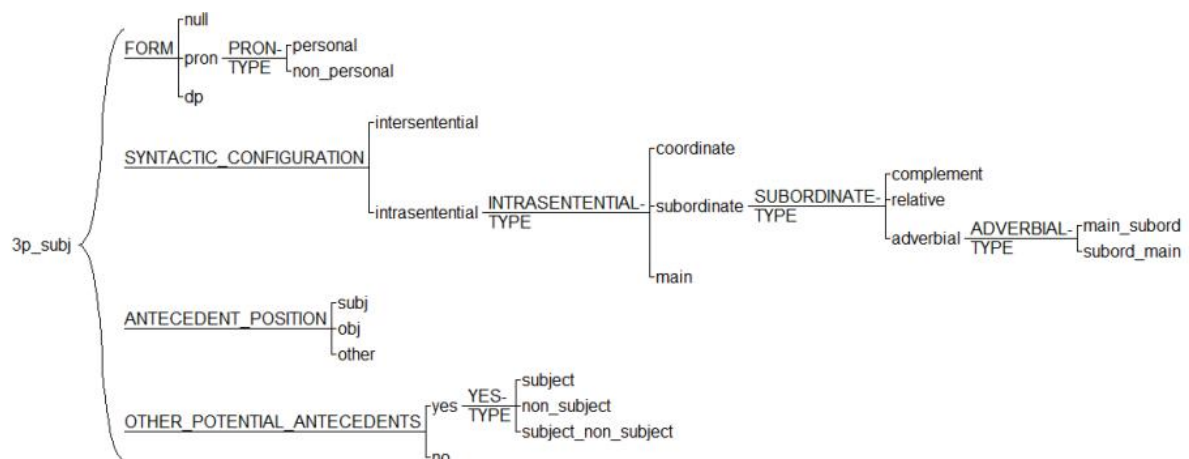 null
FORM
pron
PRON-
TYPE
personal
non_personal
dp
SYNTACTIC_CONFIGURATION
intersentential
intrasentential
INTRASENTENTIAL-
TYPE
coordinate
subordinate
SUBORDINATE-
TYPE
complement
relative
adverbial
ADVERBIAL-
TYPE
main_subord
subord_main
main
3p_subj
ANTECEDENT_POSITION
subj
obj
other
OTHER_POTENTIAL_ANTECEDENTS
yes
YES-
TYPE
subject
non_subject
subject_non_subject
no